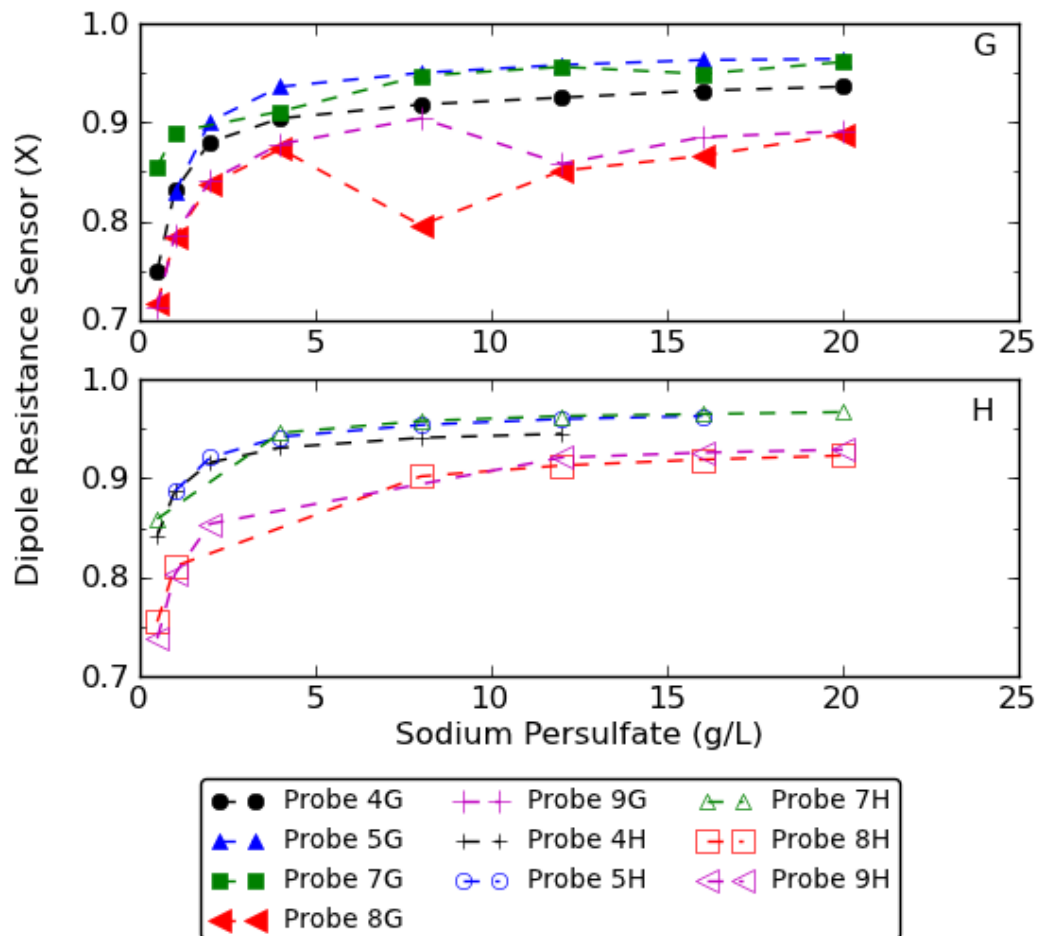 Dipole Resistance Sensor (X)
1.0
0.9
0.8
0.7
G
0 5 10 15 20 25
1.0
0.9
0.8
0.7
H
0 5 10 15 20 25
Sodium Persulfate (g/L)
Probe 4G Probe 9G Probe 7H
Probe 5G Probe 4H Probe 8H
Probe 7G Probe 5H Probe 9H
Probe 8G